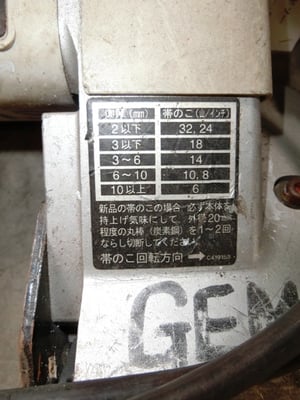 肉厚(mm) 帯のこ(山/インチ)
2以下 32,24
3以下 18
3～6 14
6～10 10,8
10以上 6
新品の帯のこの場合、必ず本体を
持上げ気味にして、外径20
程度の丸棒(炭素鋼)を1～2回
ならし切断してください。
帯のこ回転方向→ C419153
GEM